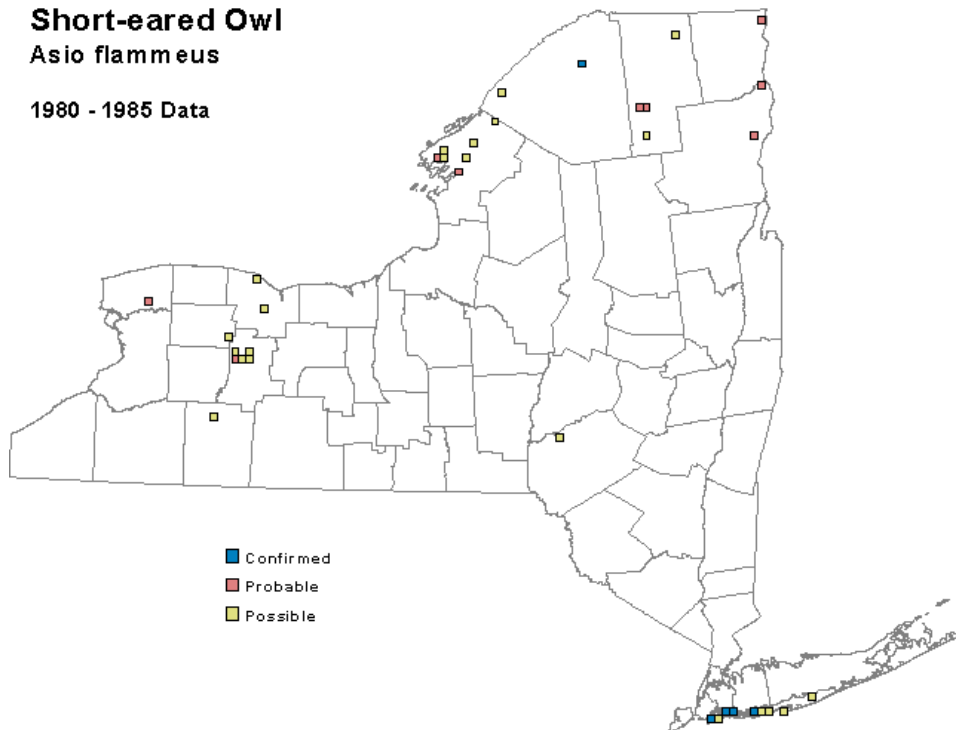 Short-eared Owl
Asio flammeus
1980 - 1985 Data
Confirmed
Probable
Possible